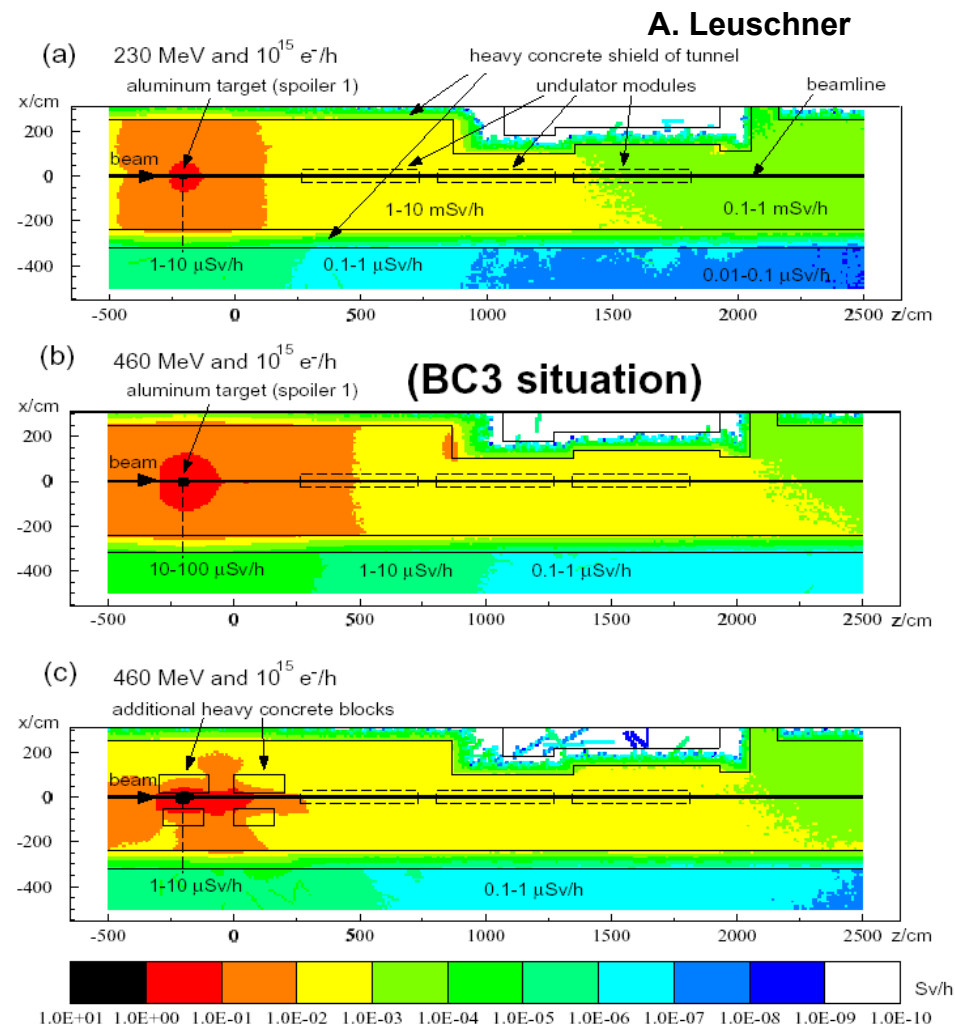 A. Leuschner
(a) 230 MeV and 10^15 e^-/h
heavy concrete shield of tunnel
aluminum target (spoiler 1)
undulator modules
beamline
x/cm
200
beam
0
1-10 mSv/h
0.1-1 mSv/h
-200
1-10 μSv/h
0.1-1 μSv/h
0.01-0.1 μSv/h
-400
-500 0 500 1000 1500 2000 2500 z/cm
(b) 460 MeV and 10^15 e^-/h
(BC3 situation)
aluminum target (spoiler 1)
x/cm
200
beam
0
-200
10-100 μSv/h
1-10 μSv/h
0.1-1 μSv/h
-400
-500 0 500 1000 1500 2000 2500 z/cm
(c) 460 MeV and 10^15 e^-/h
additional heavy concrete blocks
x/cm
200
beam
0
-200
1-10 μSv/h
0.1-1 μSv/h
-400
-500 0 500 1000 1500 2000 2500 z/cm
Sv/h
1.0E+01 1.0E+00 1.0E-01 1.0E-02 1.0E-03 1.0E-04 1.0E-05 1.0E-06 1.0E-07 1.0E-08 1.0E-09 1.0E-10